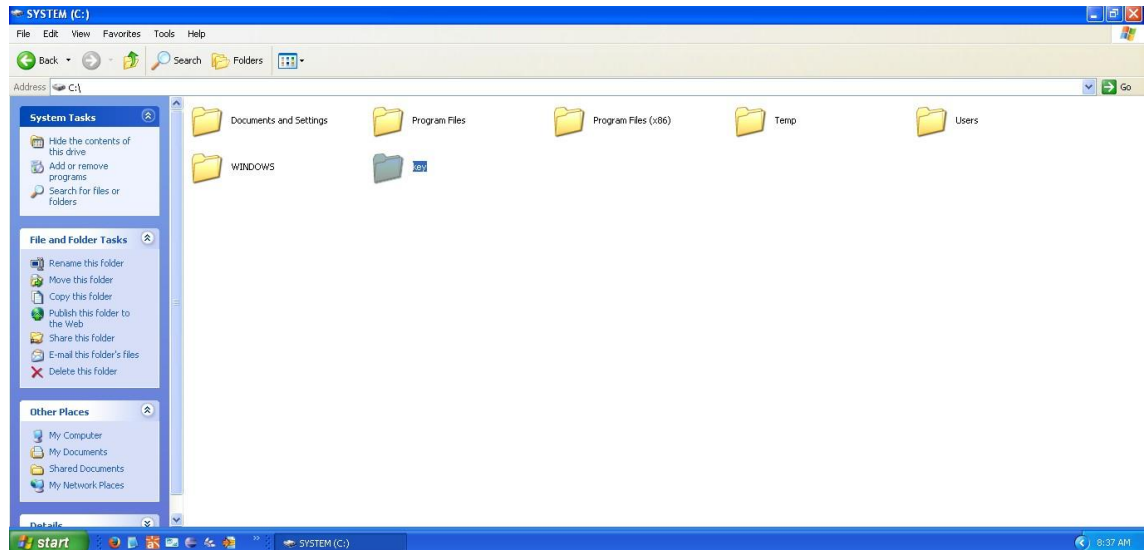 SYSTEM (C:)
File Edit View Favorites Tools Help
Back Search Folders
Address C:\ Go
System Tasks
Hide the contents of
this drive
Add or remove
programs
Search for files or
folders
File and Folder Tasks
Rename this folder
Move this folder
Copy this folder
Publish this folder to
the Web
Share this folder
E-mail this folder's files
Delete this folder
Other Places
My Computer
My Documents
Shared Documents
My Network Places
Details
Documents and Settings Program Files Program Files (x86) Temp Users
WINDOWS key
start SYSTEM (C:) 8:37 AM